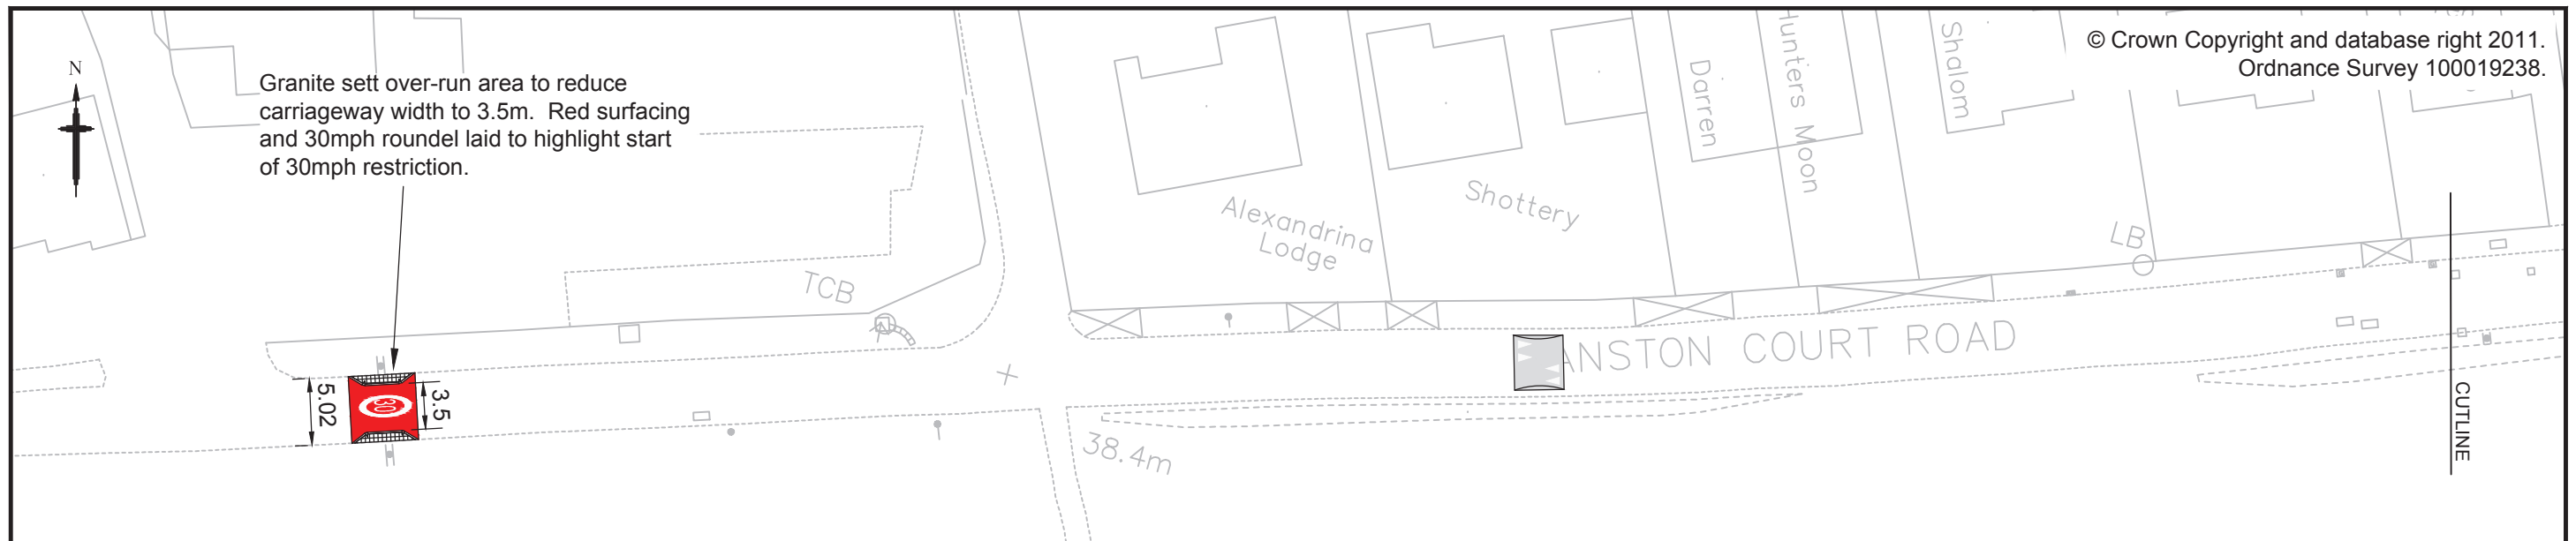 © Crown Copyright and database right 2011.
Ordnance Survey 100019238.
N
Granite sett over-run area to reduce
carriageway width to 3.5m. Red surfacing
and 30mph roundel laid to highlight start
of 30mph restriction.
Darren
Hunters Moon
Shalom
Alexandrina
Lodge
Shottery
LB
TCB
ANSTON COURT ROAD
5.02
30
3.5
38.4m
CUTLINE